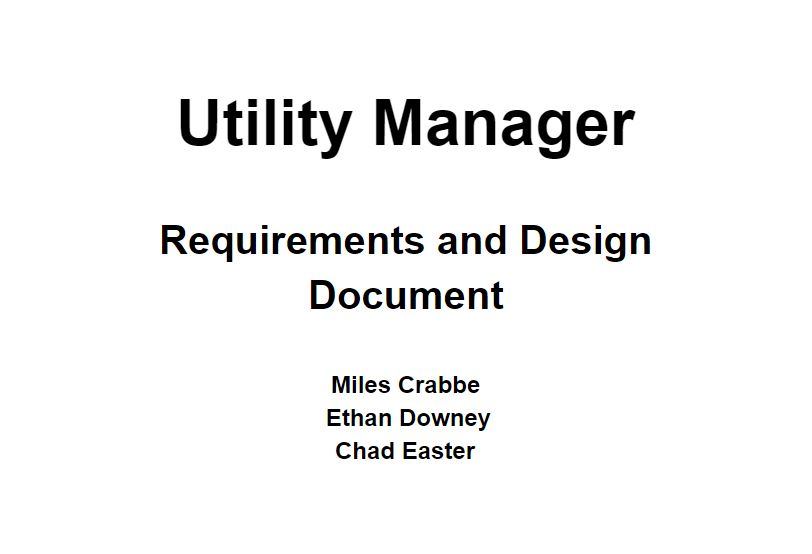 Utility Manager
Requirements and Design
Document
Miles Crabbe
Ethan Downey
Chad Easter